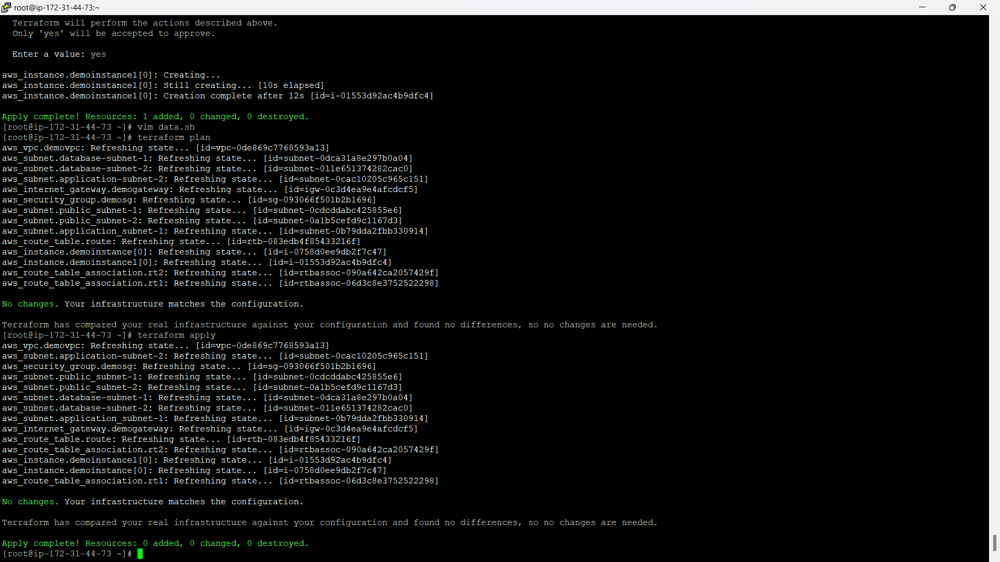 root@ip-172-31-44-73:~
Terraform will perform the actions described above.
Only 'yes' will be accepted to approve.
Enter a value: yes
aws_instance.demoinstance1[0]: Creating...
aws_instance.demoinstance1[0]: Still creating... [10s elapsed]
aws_instance.demoinstance1[0]: Creation complete after 12s [id=i-01553d92ac4b9dfc4]
Apply complete! Resources: 1 added, 0 changed, 0 destroyed.
[root@ip-172-31-44-73 ~]# vim data.sh
[root@ip-172-31-44-73 ~]# terraform plan
aws_vpc.demovpc: Refreshing state... [id=vpc-0de869c7768593a13]
aws_subnet.database-subnet-1: Refreshing state... [id=subnet-0dca31a8e297b0a04]
aws_subnet.database-subnet-2: Refreshing state... [id=subnet-011e651374282cac0]
aws_subnet.application-subnet-2: Refreshing state... [id=subnet-0cac10205c965c151]
aws_internet_gateway.demogateway: Refreshing state... [id=igw-0c3d4ea9e4afcdcf5]
aws_security_group.demosg: Refreshing state... [id=sg-093066f501b2b1696]
aws_subnet.public_subnet-1: Refreshing state... [id=subnet-0cdcddabc425855e6]
aws_subnet.public_subnet-2: Refreshing state... [id=subnet-0a1b5cefd9c1167d3]
aws_subnet.application_subnet-1: Refreshing state... [id=subnet-0b79dda2fbb330914]
aws_route_table.route: Refreshing state... [id=rtb-083edb4f85433216f]
aws_instance.demoinstance[0]: Refreshing state... [id=i-0758d0ee9db2f7c47]
aws_instance.demoinstance1[0]: Refreshing state... [id=i-01553d92ac4b9dfc4]
aws_route_table_association.rt2: Refreshing state... [id=rtbassoc-090a642ca2057429f]
aws_route_table_association.rt1: Refreshing state... [id=rtbassoc-06d3c8e3752522298]
No changes. Your infrastructure matches the configuration.
Terraform has compared your real infrastructure against your configuration and found no differences, so no changes are needed.
[root@ip-172-31-44-73 ~]# terraform apply
aws_vpc.demovpc: Refreshing state... [id=vpc-0de869c7768593a13]
aws_subnet.application-subnet-2: Refreshing state... [id=subnet-0cac10205c965c151]
aws_security_group.demosg: Refreshing state... [id=sg-093066f501b2b1696]
aws_subnet.public_subnet-1: Refreshing state... [id=subnet-0cdcddabc425855e6]
aws_subnet.public_subnet-2: Refreshing state... [id=subnet-0a1b5cefd9c1167d3]
aws_subnet.database-subnet-1: Refreshing state... [id=subnet-0dca31a8e297b0a04]
aws_subnet.database-subnet-2: Refreshing state... [id=subnet-011e651374282cac0]
aws_subnet.application_subnet-1: Refreshing state... [id=subnet-0b79dda2fbb330914]
aws_internet_gateway.demogateway: Refreshing state... [id=igw-0c3d4ea9e4afcdcf5]
aws_route_table.route: Refreshing state... [id=rtb-083edb4f85433216f]
aws_route_table_association.rt2: Refreshing state... [id=rtbassoc-090a642ca2057429f]
aws_instance.demoinstance1[0]: Refreshing state... [id=i-01553d92ac4b9dfc4]
aws_instance.demoinstance[0]: Refreshing state... [id=i-0758d0ee9db2f7c47]
aws_route_table_association.rt1: Refreshing state... [id=rtbassoc-06d3c8e3752522298]
No changes. Your infrastructure matches the configuration.
Terraform has compared your real infrastructure against your configuration and found no differences, so no changes are needed.
Apply complete! Resources: 0 added, 0 changed, 0 destroyed.
[root@ip-172-31-44-73 ~]#